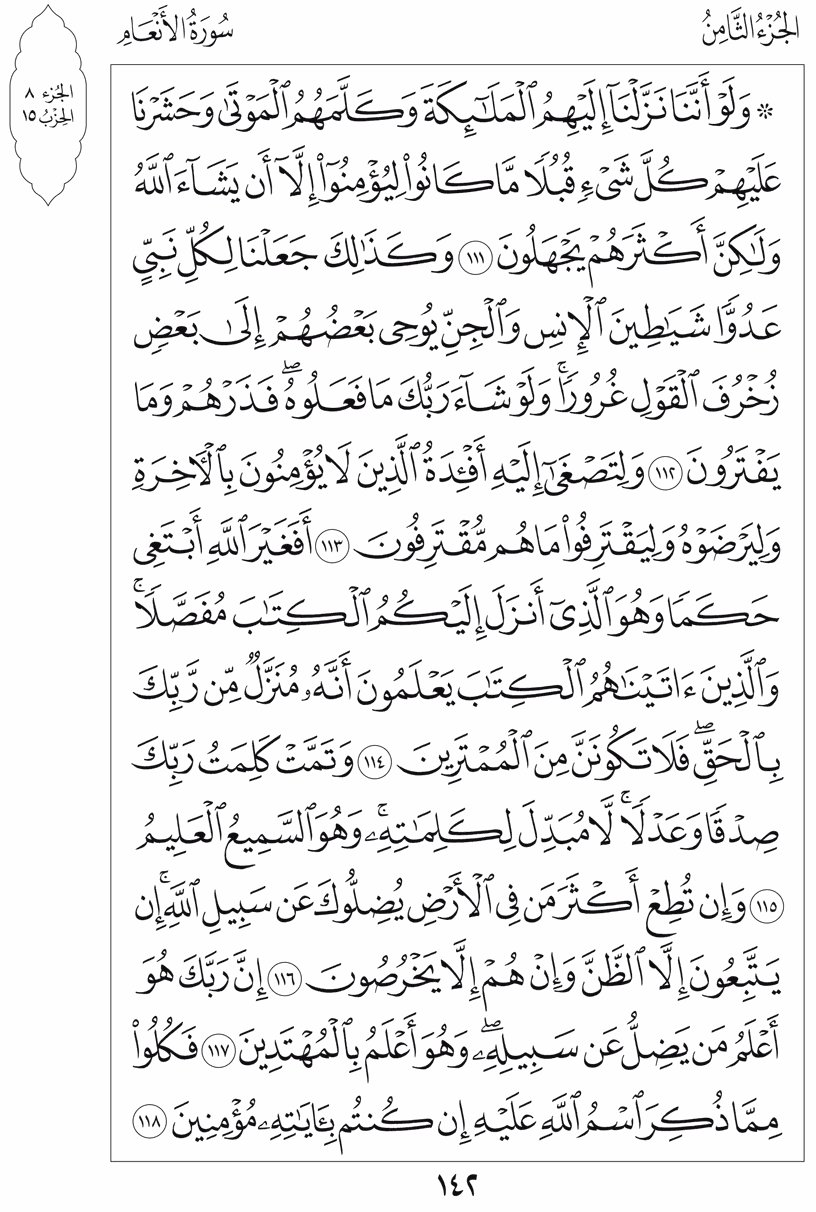 الجُزْءُ الثَّامِنُ
سُورَةُ الأَنْعَامِ
الجزء ٨
الحزب ١٥
* وَلَوْ أَنَّنَا نَزَّلْنَآ إِلَيْهِمُ ٱلْمَلَٰٓئِكَةَ وَكَلَّمَهُمُ ٱلْمَوْتَىٰ وَحَشَرْنَا
عَلَيْهِمْ كُلَّ شَىْءٍ قُبُلًا مَّا كَانُوا۟ لِيُؤْمِنُوٓا۟ إِلَّآ أَن يَشَآءَ ٱللَّهُ
وَلَٰكِنَّ أَكْثَرَهُمْ يَجْهَلُونَ ١١١ وَكَذَٰلِكَ جَعَلْنَا لِكُلِّ نَبِىٍّ
عَدُوًّا شَيَٰطِينَ ٱلْإِنسِ وَٱلْجِنِّ يُوحِى بَعْضُهُمْ إِلَىٰ بَعْضٍ
زُخْرُفَ ٱلْقَوْلِ غُرُورًا ۚ وَلَوْ شَآءَ رَبُّكَ مَا فَعَلُوهُ ۖ فَذَرْهُمْ وَمَا
يَفْتَرُونَ ١١٢ وَلِتَصْغَىٰٓ إِلَيْهِ أَفْـِٔدَةُ ٱلَّذِينَ لَا يُؤْمِنُونَ بِٱلْءَاخِرَةِ
وَلِيَرْضَوْهُ وَلِيَقْتَرِفُوا۟ مَا هُم مُّقْتَرِفُونَ ١١٣ أَفَغَيْرَ ٱللَّهِ أَبْتَغِى
حَكَمًا وَهُوَ ٱلَّذِىٓ أَنزَلَ إِلَيْكُمُ ٱلْكِتَٰبَ مُفَصَّلًا ۚ
وَٱلَّذِينَ ءَاتَيْنَٰهُمُ ٱلْكِتَٰبَ يَعْلَمُونَ أَنَّهُۥ مُنَزَّلٌ مِّن رَّبِّكَ
بِٱلْحَقِّ ۖ فَلَا تَكُونَنَّ مِنَ ٱلْمُمْتَرِينَ ١١٤ وَتَمَّتْ كَلِمَتُ رَبِّكَ
صِدْقًا وَعَدْلًا ۚ لَّا مُبَدِّلَ لِكَلِمَٰتِهِۦ ۚ وَهُوَ ٱلسَّمِيعُ ٱلْعَلِيمُ
١١٥ وَإِن تُطِعْ أَكْثَرَ مَن فِى ٱلْأَرْضِ يُضِلُّوكَ عَن سَبِيلِ ٱللَّهِ ۚ إِن
يَتَّبِعُونَ إِلَّا ٱلظَّنَّ وَإِنْ هُمْ إِلَّا يَخْرُصُونَ ١١٦ إِنَّ رَبَّكَ هُوَ
أَعْلَمُ مَن يَضِلُّ عَن سَبِيلِهِۦ ۖ وَهُوَ أَعْلَمُ بِٱلْمُهْتَدِينَ ١١٧ فَكُلُوا۟
مِمَّا ذُكِرَ ٱسْمُ ٱللَّهِ عَلَيْهِ إِن كُنتُم بِـَٔايَٰتِهِۦ مُؤْمِنِينَ ١١٨
١٤٢